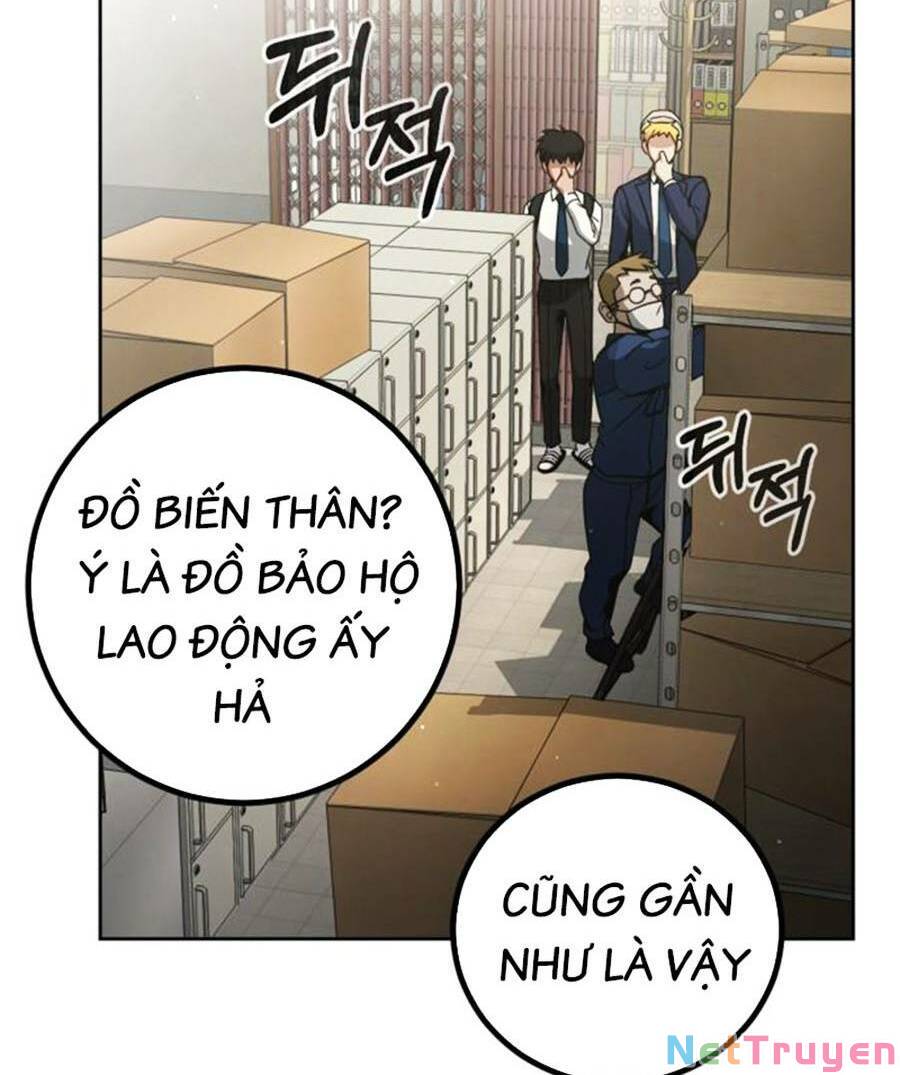 뒤적
뒤적
ĐỒ BIẾN THÂN?
Ý LÀ ĐỒ BẢO HỘ
LAO ĐỘNG ẤY
HẢ
CŨNG GẦN
NHƯ LÀ VẬY
NetTruyen